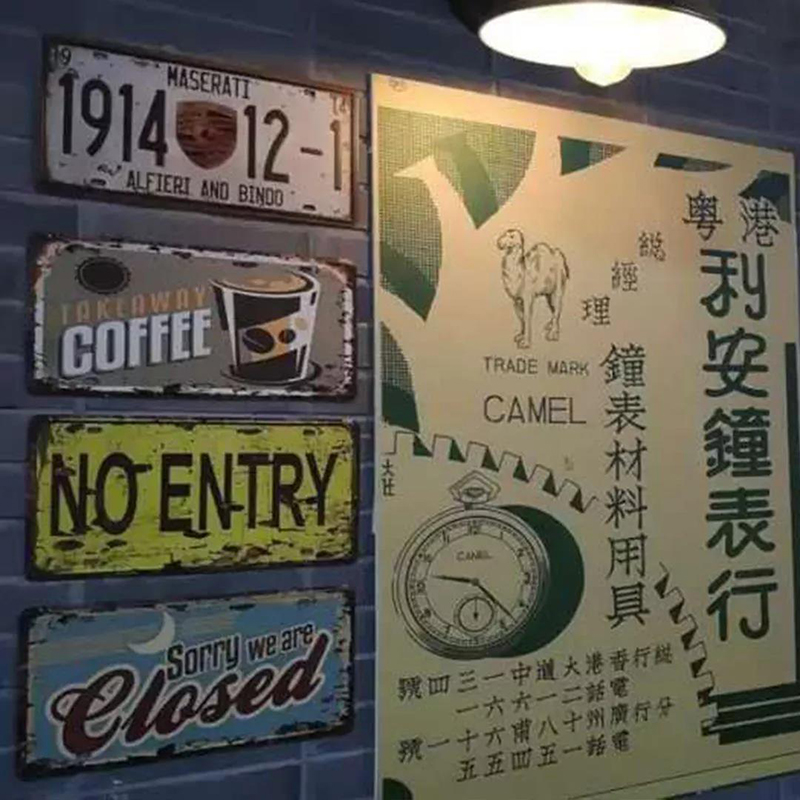 19
MASERATI
14
1914 12-1
ALFIERI AND BINDO
TAKEAWAY
COFFEE
NO ENTRY
Sorry we are
Closed
港粵
總經理
利安鐘表行
鐘表材料用具
TRADE MARK
CAMEL
CAMEL
総行香港大道中一三四號
電話二一六六一
分行廣州十八甫六十一號
電話一五四五五